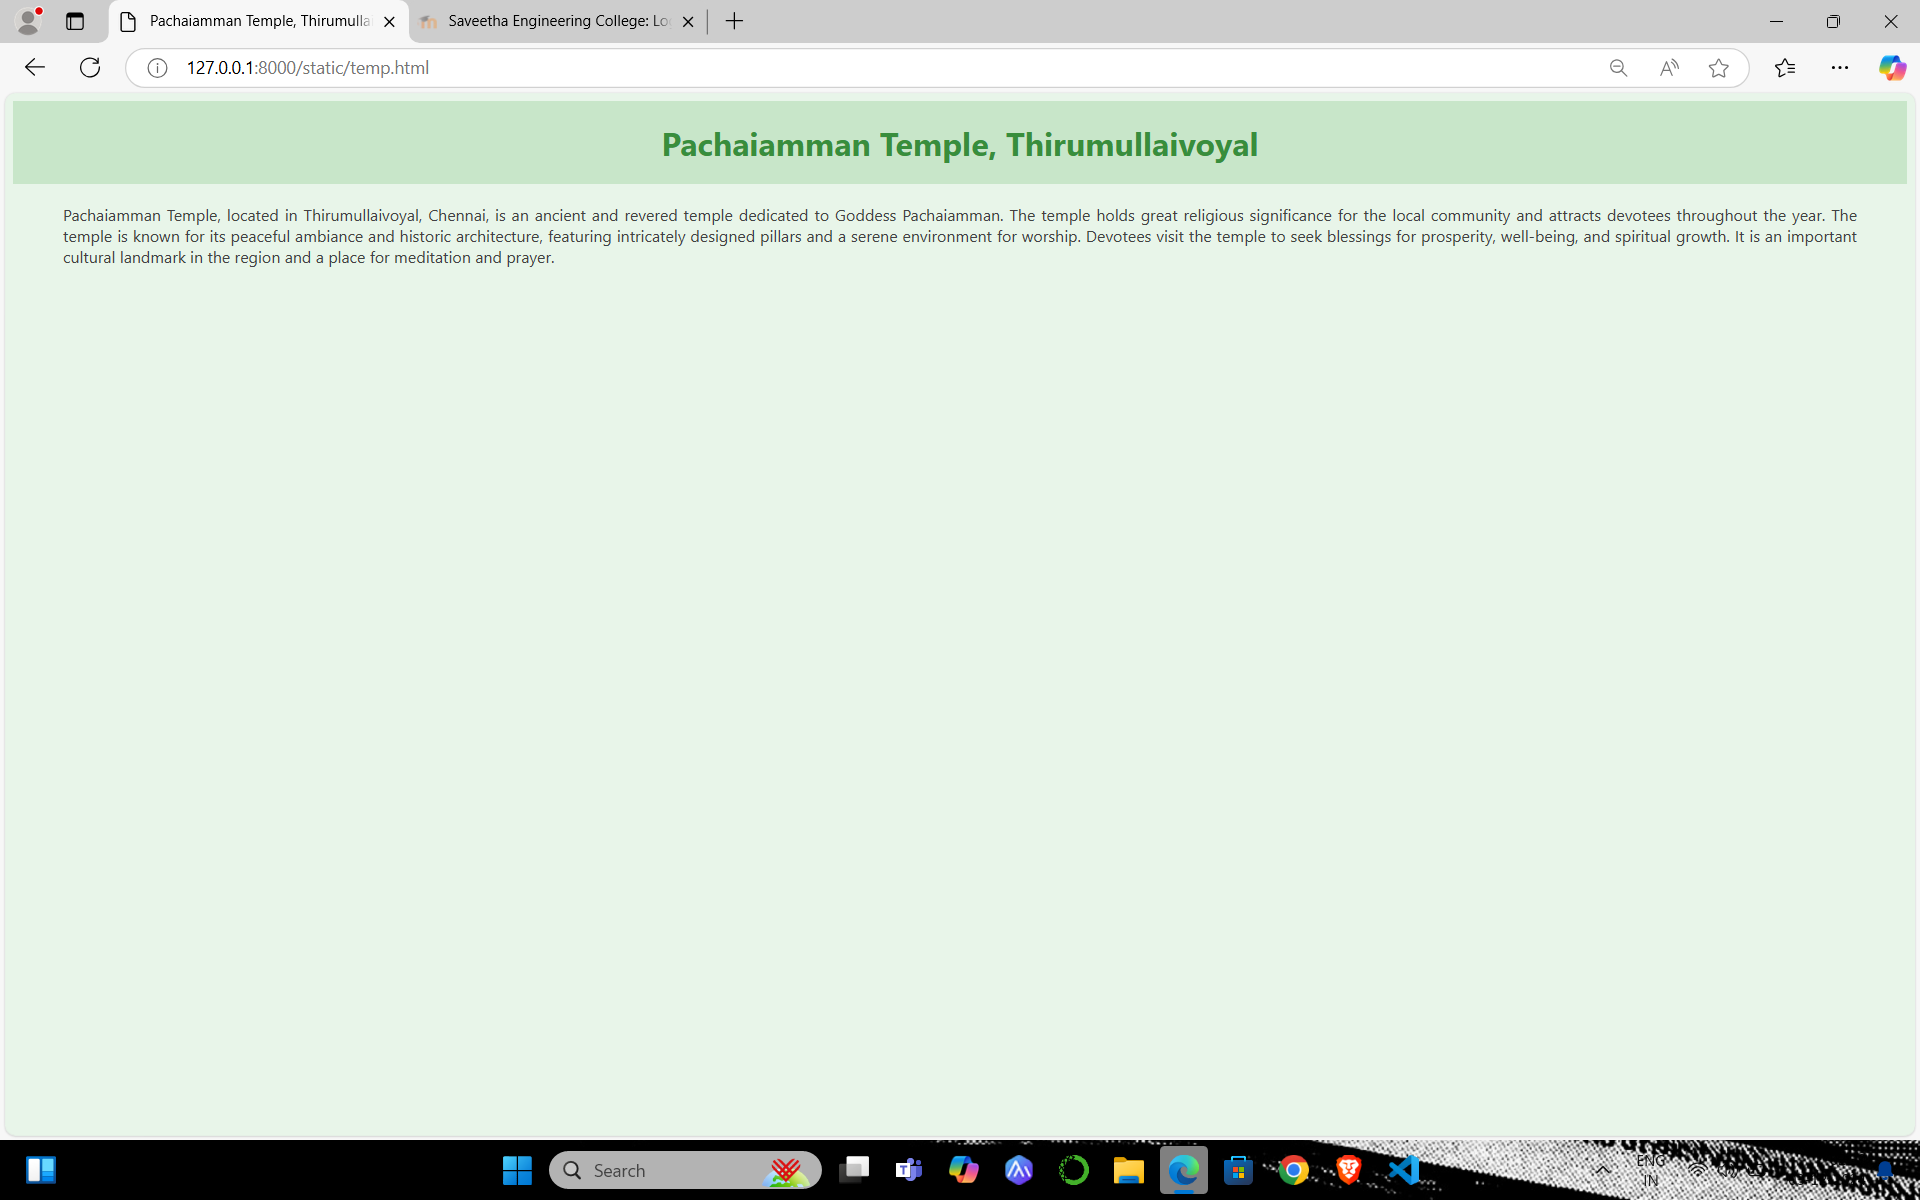 Pachaiamman Temple, Thirumulla
Saveetha Engineering College: Lo
127.0.0.1:8000/static/temp.html
Pachaiamman Temple, Thirumullaivoyal
Pachaiamman Temple, located in Thirumullaivoyal, Chennai, is an ancient and revered temple dedicated to Goddess Pachaiamman. The temple holds great religious significance for the local community and attracts devotees throughout the year. The
temple is known for its peaceful ambiance and historic architecture, featuring intricately designed pillars and a serene environment for worship. Devotees visit the temple to seek blessings for prosperity, well-being, and spiritual growth. It is an important
cultural landmark in the region and a place for meditation and prayer.
Search
ENG
IN